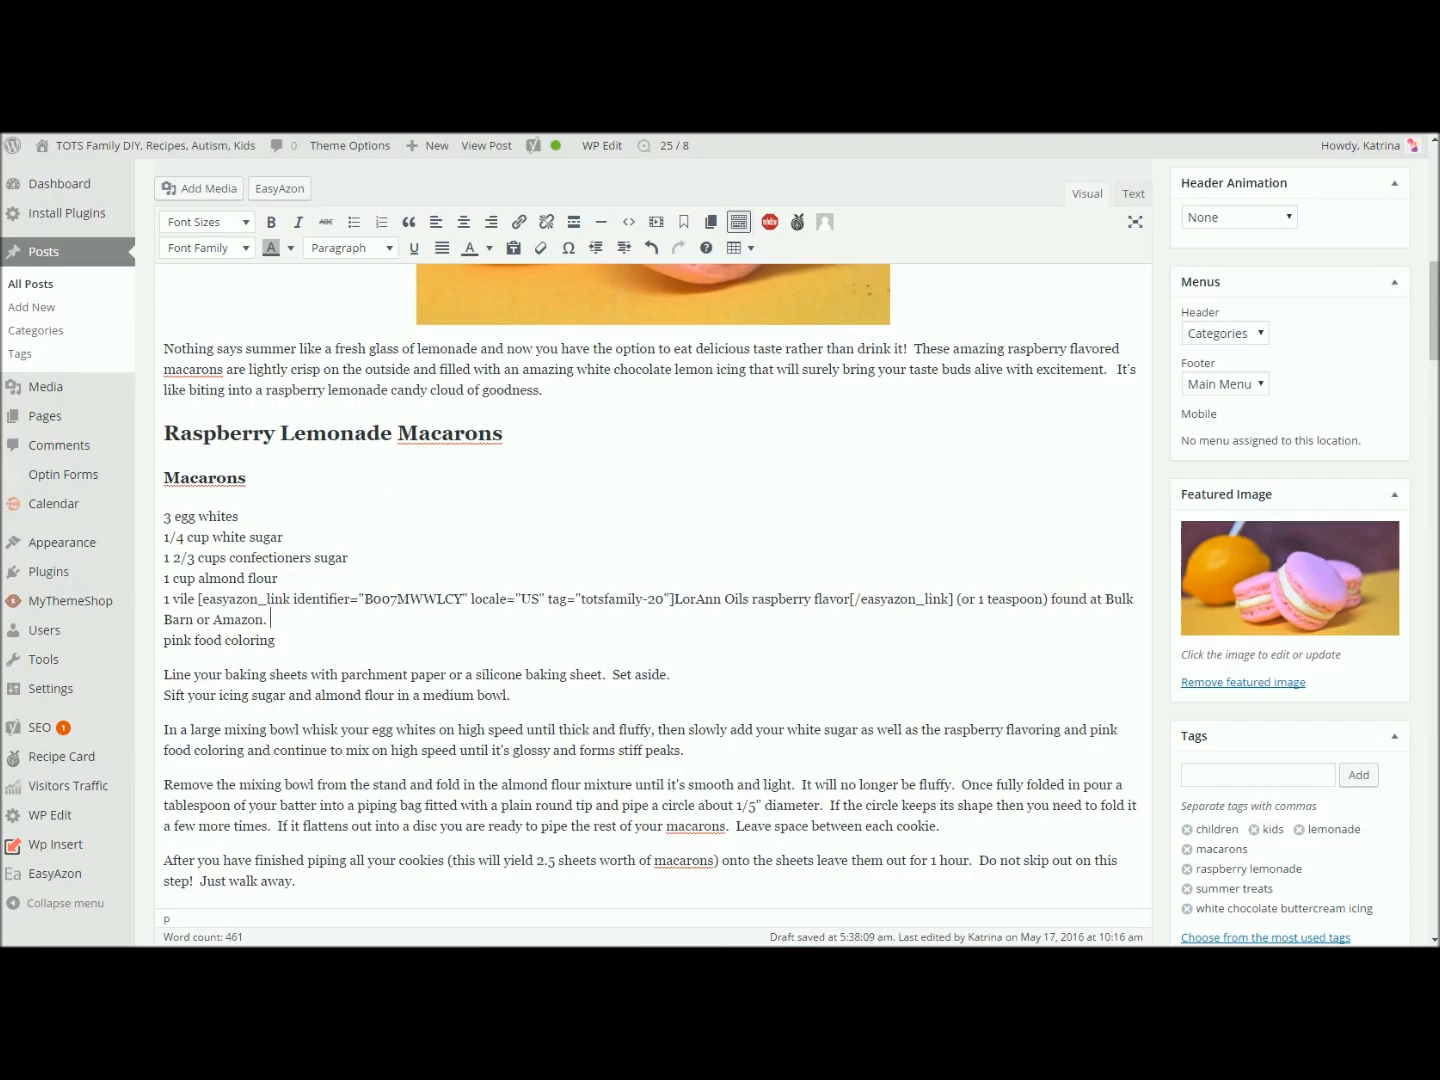 TOTS Family DIY, Recipes, Autism, Kids 0 Theme Options New View Post WP Edit 25 / 8 Howdy, Katrina
Dashboard
Install Plugins
Posts
All Posts
Add New
Categories
Tags
Media
Pages
Comments
Optin Forms
Calendar
Appearance
Plugins
MyThemeShop
Users
Tools
Settings
SEO 1
Recipe Card
Visitors Traffic
WP Edit
Wp Insert
Ea EasyAzon
Collapse menu
Add Media EasyAzon Visual Text
Font Sizes B I ABC
Font Family A Paragraph U A
Nothing says summer like a fresh glass of lemonade and now you have the option to eat delicious taste rather than drink it! These amazing raspberry flavored
macarons are lightly crisp on the outside and filled with an amazing white chocolate lemon icing that will surely bring your taste buds alive with excitement. It's
like biting into a raspberry lemonade candy cloud of goodness.
Raspberry Lemonade Macarons
Macarons
3 egg whites
1/4 cup white sugar
1 2/3 cups confectioners sugar
1 cup almond flour
1 vile [easyazon_link identifier="B007MWWLCY" locale="US" tag="totsfamily-20"]LorAnn Oils raspberry flavor[/easyazon_link] (or 1 teaspoon) found at Bulk
Barn or Amazon.
pink food coloring
Line your baking sheets with parchment paper or a silicone baking sheet. Set aside.
Sift your icing sugar and almond flour in a medium bowl.
In a large mixing bowl whisk your egg whites on high speed until thick and fluffy, then slowly add your white sugar as well as the raspberry flavoring and pink
food coloring and continue to mix on high speed until it's glossy and forms stiff peaks.
Remove the mixing bowl from the stand and fold in the almond flour mixture until it's smooth and light. It will no longer be fluffy. Once fully folded in pour a
tablespoon of your batter into a piping bag fitted with a plain round tip and pipe a circle about 1/5" diameter. If the circle keeps its shape then you need to fold it
a few more times. If it flattens out into a disc you are ready to pipe the rest of your macarons. Leave space between each cookie.
After you have finished piping all your cookies (this will yield 2.5 sheets worth of macarons) onto the sheets leave them out for 1 hour. Do not skip out on this
step! Just walk away.
p
Word count: 461 Draft saved at 5:38:09 am. Last edited by Katrina on May 17, 2016 at 10:16 am
Header Animation
None
Menus
Header
Categories
Footer
Main Menu
Mobile
No menu assigned to this location.
Featured Image
Click the image to edit or update
Remove featured image
Tags
Add
Separate tags with commas
children kids lemonade
macarons
raspberry lemonade
summer treats
white chocolate buttercream icing
Choose from the most used tags